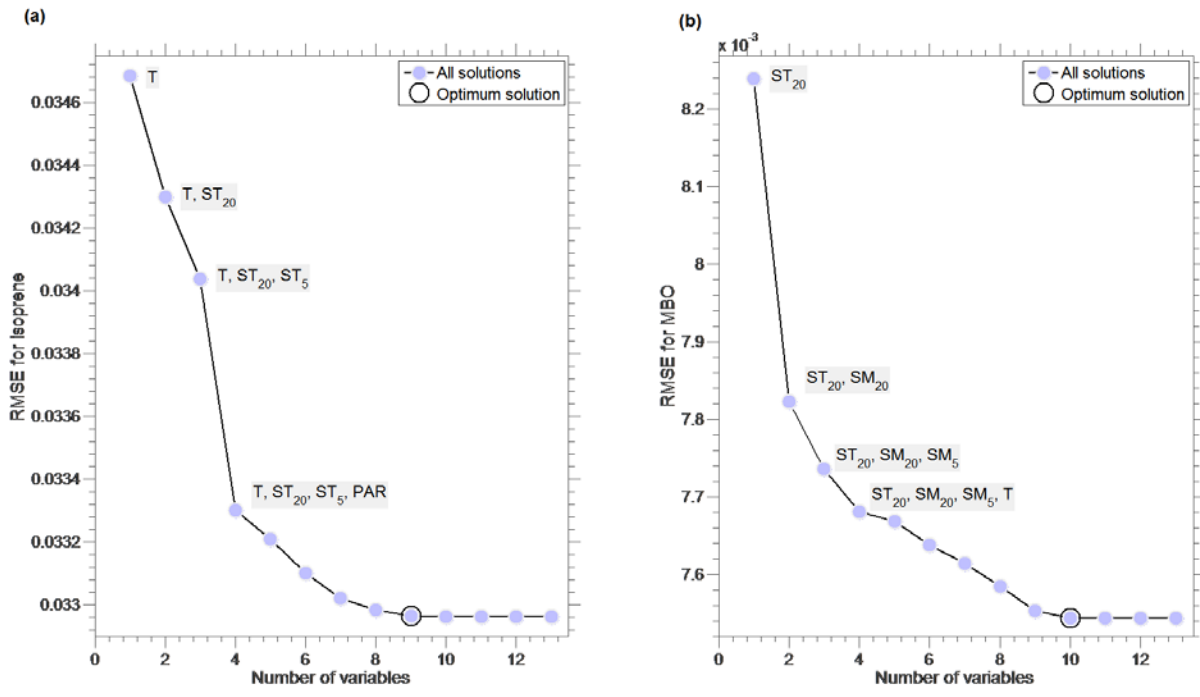 (a)
RMSE for Isoprene
0.0346
0.0344
0.0342
0.034
0.0338
0.0336
0.0334
0.0332
0.033
All solutions
Optimum solution
T
T, ST20
T, ST20, ST5
T, ST20, ST5, PAR
0 2 4 6 8 10 12
Number of variables
(b)
× 10-3
RMSE for MBO
8.2
8.1
8
7.9
7.8
7.7
7.6
All solutions
Optimum solution
ST20
ST20, SM20
ST20, SM20, SM5
ST20, SM20, SM5, T
0 2 4 6 8 10 12
Number of variables